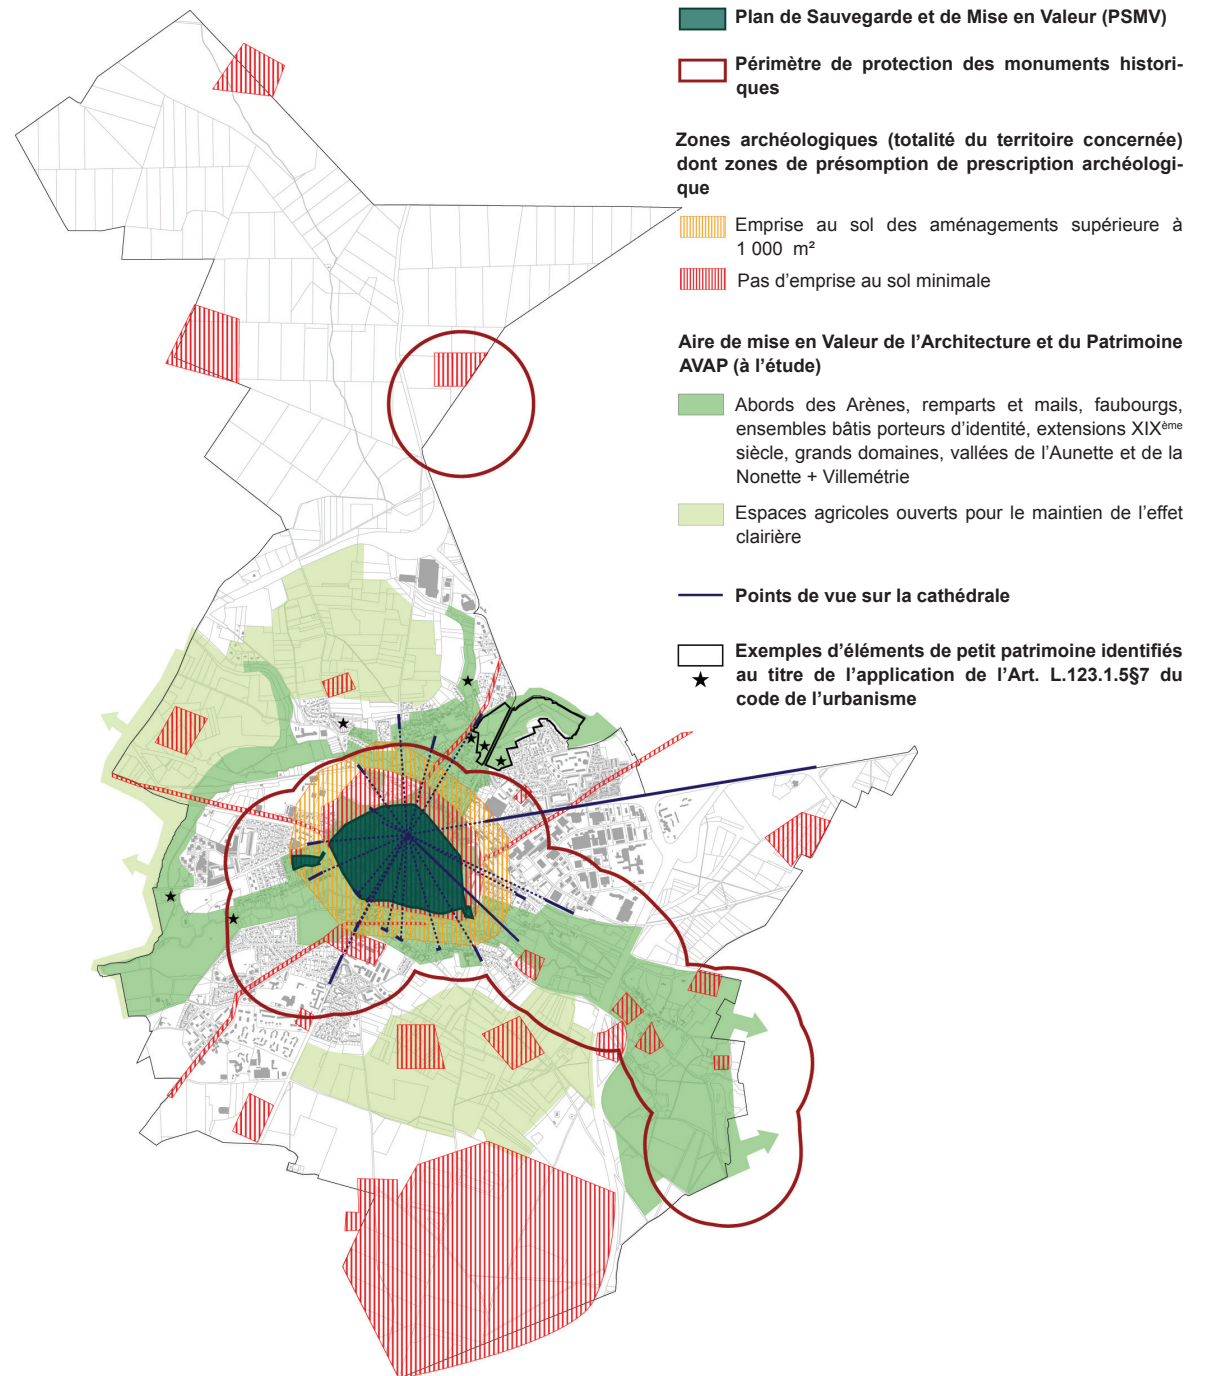 Plan de Sauvegarde et de Mise en Valeur (PSMV)
Périmètre de protection des monuments histori-
ques
Zones archéologiques (totalité du territoire concernée)
dont zones de présomption de prescription archéologi-
que
Emprise au sol des aménagements supérieure à
1 000 m²
Pas d'emprise au sol minimale
Aire de mise en Valeur de l'Architecture et du Patrimoine
AVAP (à l'étude)
Abords des Arènes, remparts et mails, faubourgs,
ensembles bâtis porteurs d'identité, extensions XIXème
siècle, grands domaines, vallées de l'Aunette et de la
Nonette + Villemétrie
Espaces agricoles ouverts pour le maintien de l'effet
clairière
Points de vue sur la cathédrale
Exemples d'éléments de petit patrimoine identifiés
au titre de l'application de l'Art. L.123.1.5§7 du
code de l'urbanisme